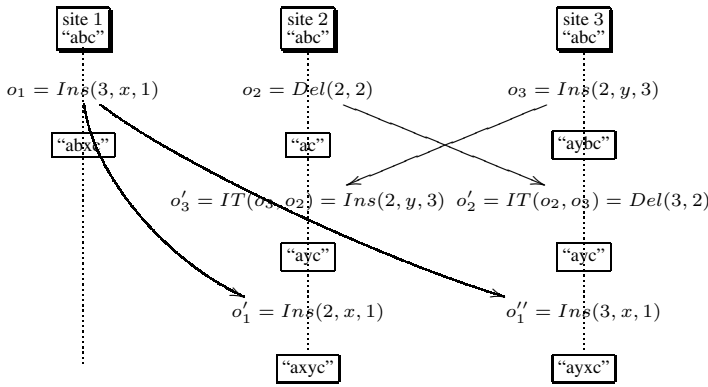 site 1
“abc”
site 2
“abc”
site 3
“abc”
o₁ = Ins(3, x, 1)
o₂ = Del(2, 2)
o₃ = Ins(2, y, 3)
“abxc”
“ac”
“aybc”
o′₃ = IT(o₃, o₂) = Ins(2, y, 3)
o′₂ = IT(o₂, o₃) = Del(3, 2)
“ayc”
“ayc”
o′₁ = Ins(2, x, 1)
o″₁ = Ins(3, x, 1)
“axyc”
“ayxc”